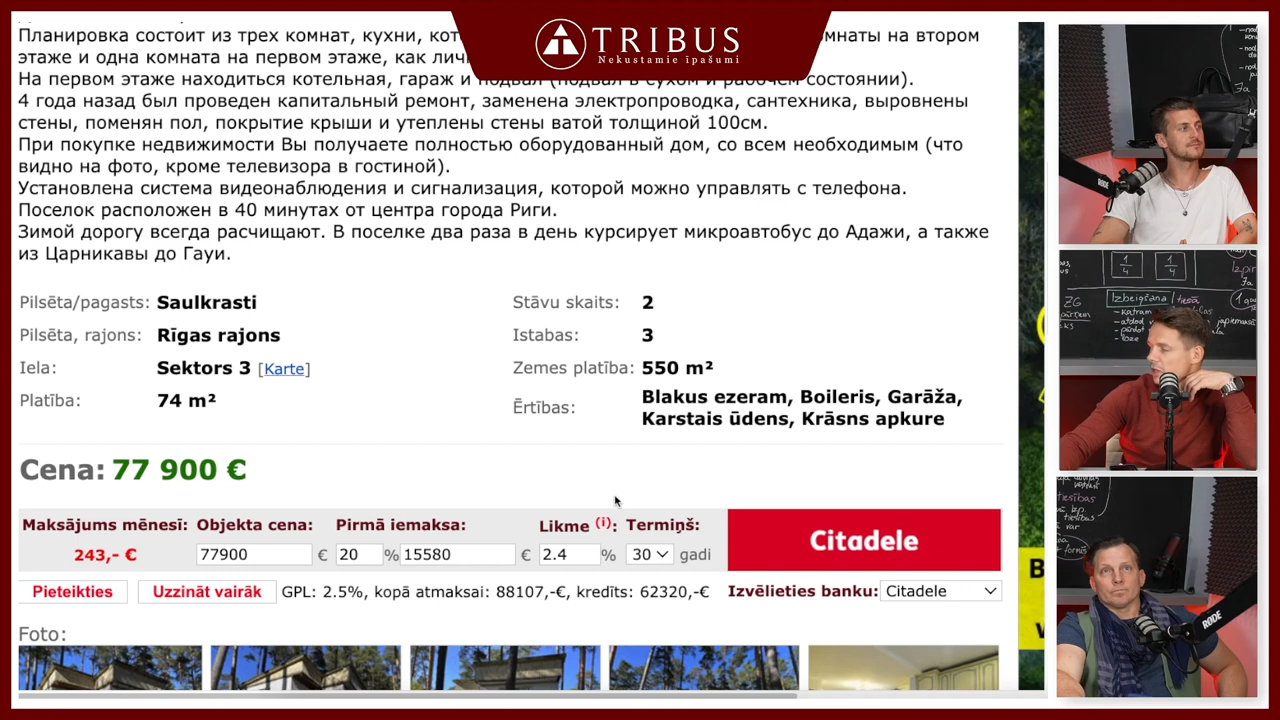 TRIBUS
Nekustamie īpašumi
Планировка состоит из трех комнат, кухни, кот
мнаты на втором
этаже и одна комната на первом этаже, как лич
На первом этаже находиться котельная, гараж и подвал (подвал в сухом и рабочем состоянии).
4 года назад был проведен капитальный ремонт, заменена электропроводка, сантехника, выровнены
стены, поменян пол, покрытие крыши и утеплены стены ватой толщиной 100см.
При покупке недвижимости Вы получаете полностью оборудованный дом, со всем необходимым (что
видно на фото, кроме телевизора в гостиной).
Установлена система видеонаблюдения и сигнализация, которой можно управлять с телефона.
Поселок расположен в 40 минутах от центра города Риги.
Зимой дорогу всегда расчищают. В поселке два раза в день курсирует микроавтобус до Адажи, а также
из Царникавы до Гауи.
Pilsēta/pagasts: Saulkrasti
Stāvu skaits: 2
Pilsēta, rajons: Rīgas rajons
Istabas: 3
Iela: Sektors 3 [Karte]
Zemes platība: 550 m²
Platība: 74 m²
Ērtības: Blakus ezeram, Boileris, Garāža,
Karstais ūdens, Krāsns apkure
Cena: 77 900 €
Maksājums mēnesī: Objekta cena: Pirmā iemaksa: Likme (i): Termiņš:
243,- € 77900 € 20 % 15580 € 2.4 % 30 gadi
Citadele
Pieteikties Uzzināt vairāk GPL: 2.5%, kopā atmaksai: 88107,-€, kredīts: 62320,-€ Izvēlieties banku: Citadele
Foto:
RODE
1/4 1/4
ZG
Izbeigšana
RODE